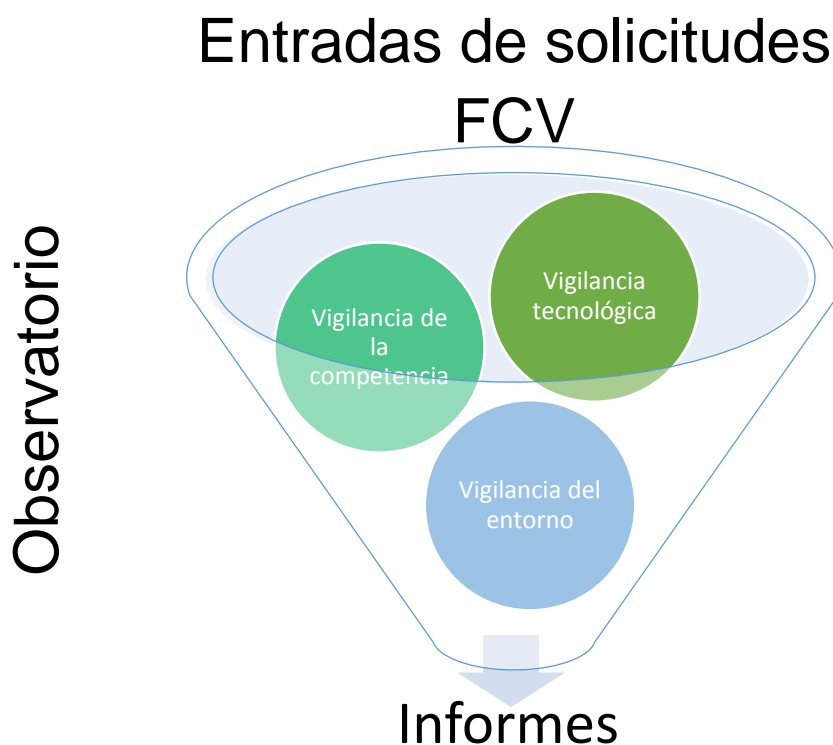 Entradas de solicitudes
FCV
Observatorio
Vigilancia
tecnológica
Vigilancia de
la
competencia
Vigilancia del
entorno
Informes